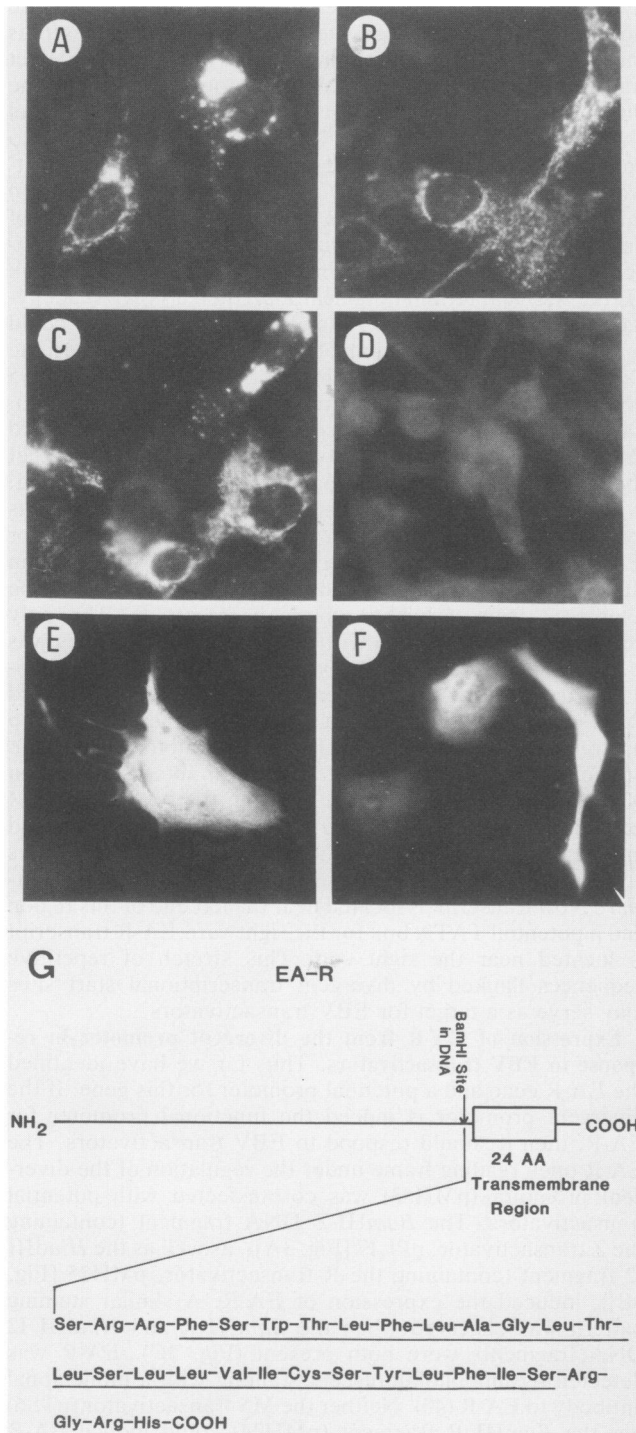 A
B
C
D
E
F
G
EA-R
BamHI Site
in DNA
NH2
COOH
24 AA
Transmembrane
Region
Ser-Arg-Arg-Phe-Ser-Trp-Thr-Leu-Phe-Leu-Ala-Gly-Leu-Thr-
Leu-Ser-Leu-Leu-Val-Ile-Cys-Ser-Tyr-Leu-Phe-Ile-Ser-Arg-
Gly-Arg-His-COOH